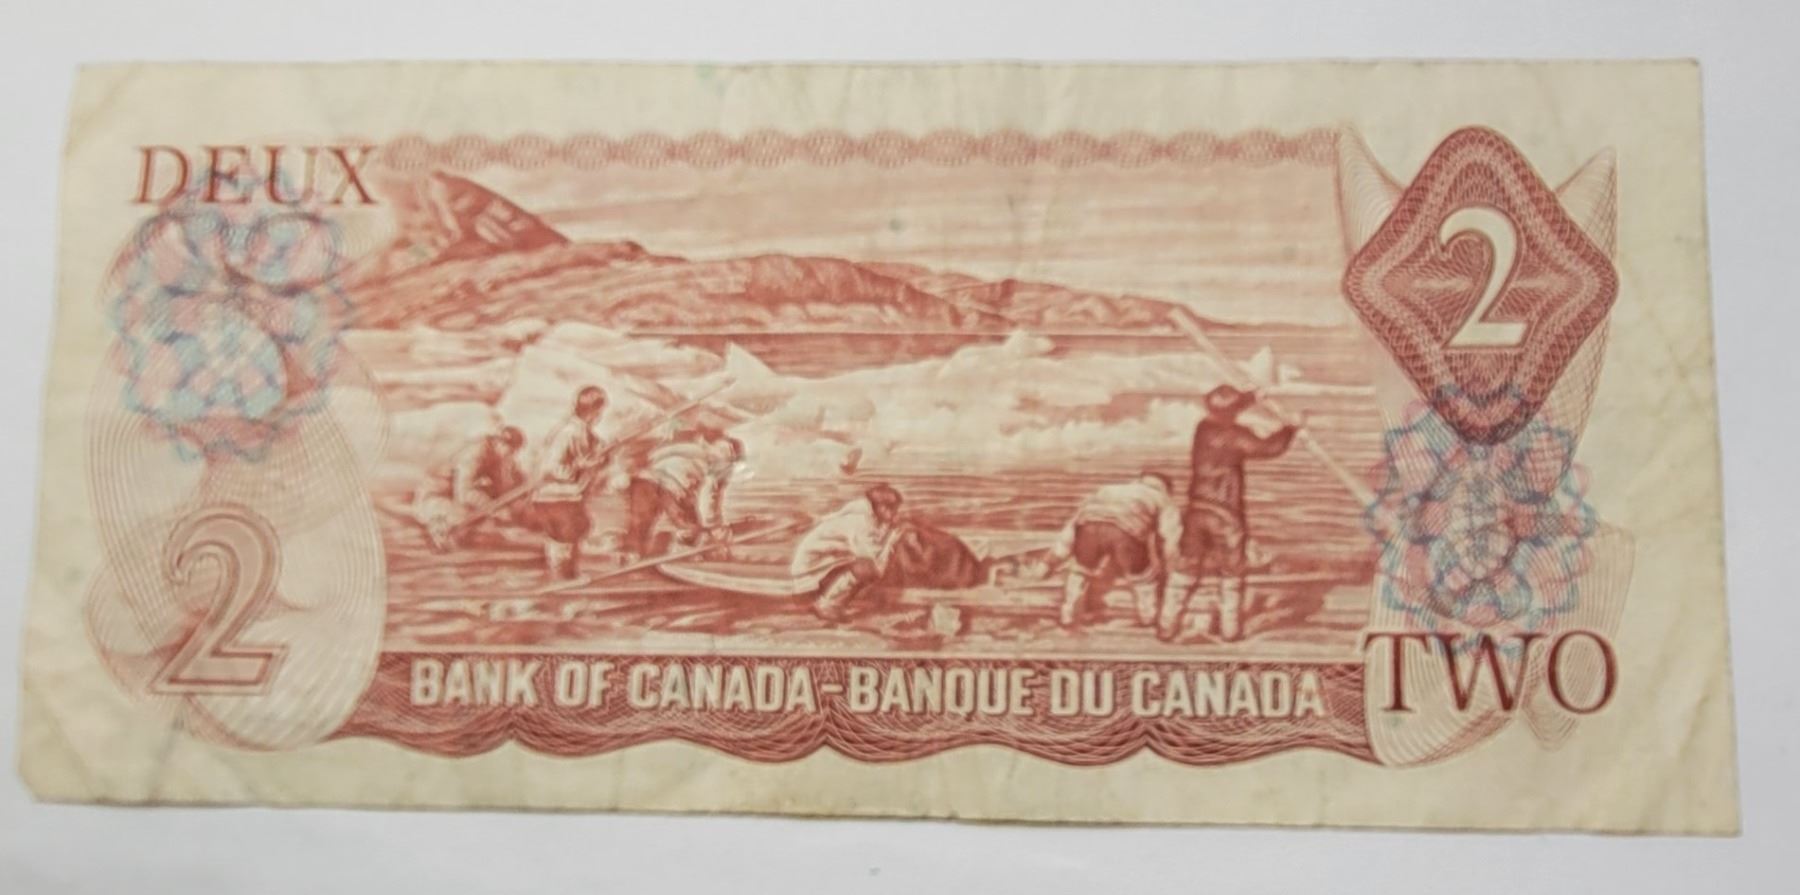 DEUX
2
2
BANK OF CANADA-BANQUE DU CANADA
TWO